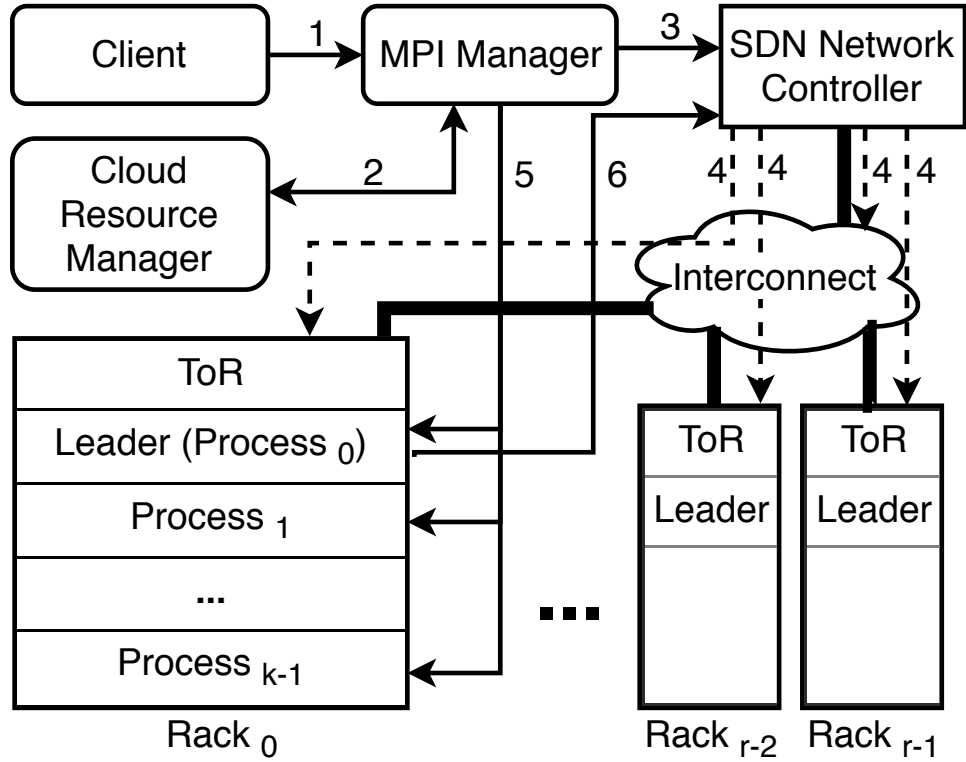 Client
1
MPI Manager
3
SDN Network
Controller
Cloud
Resource
Manager
2
5
6
4
4
4
4
Interconnect
ToR
Leader (Process 0)
Process 1
...
Process k-1
Rack 0
...
ToR
Leader
Rack r-2
ToR
Leader
Rack r-1